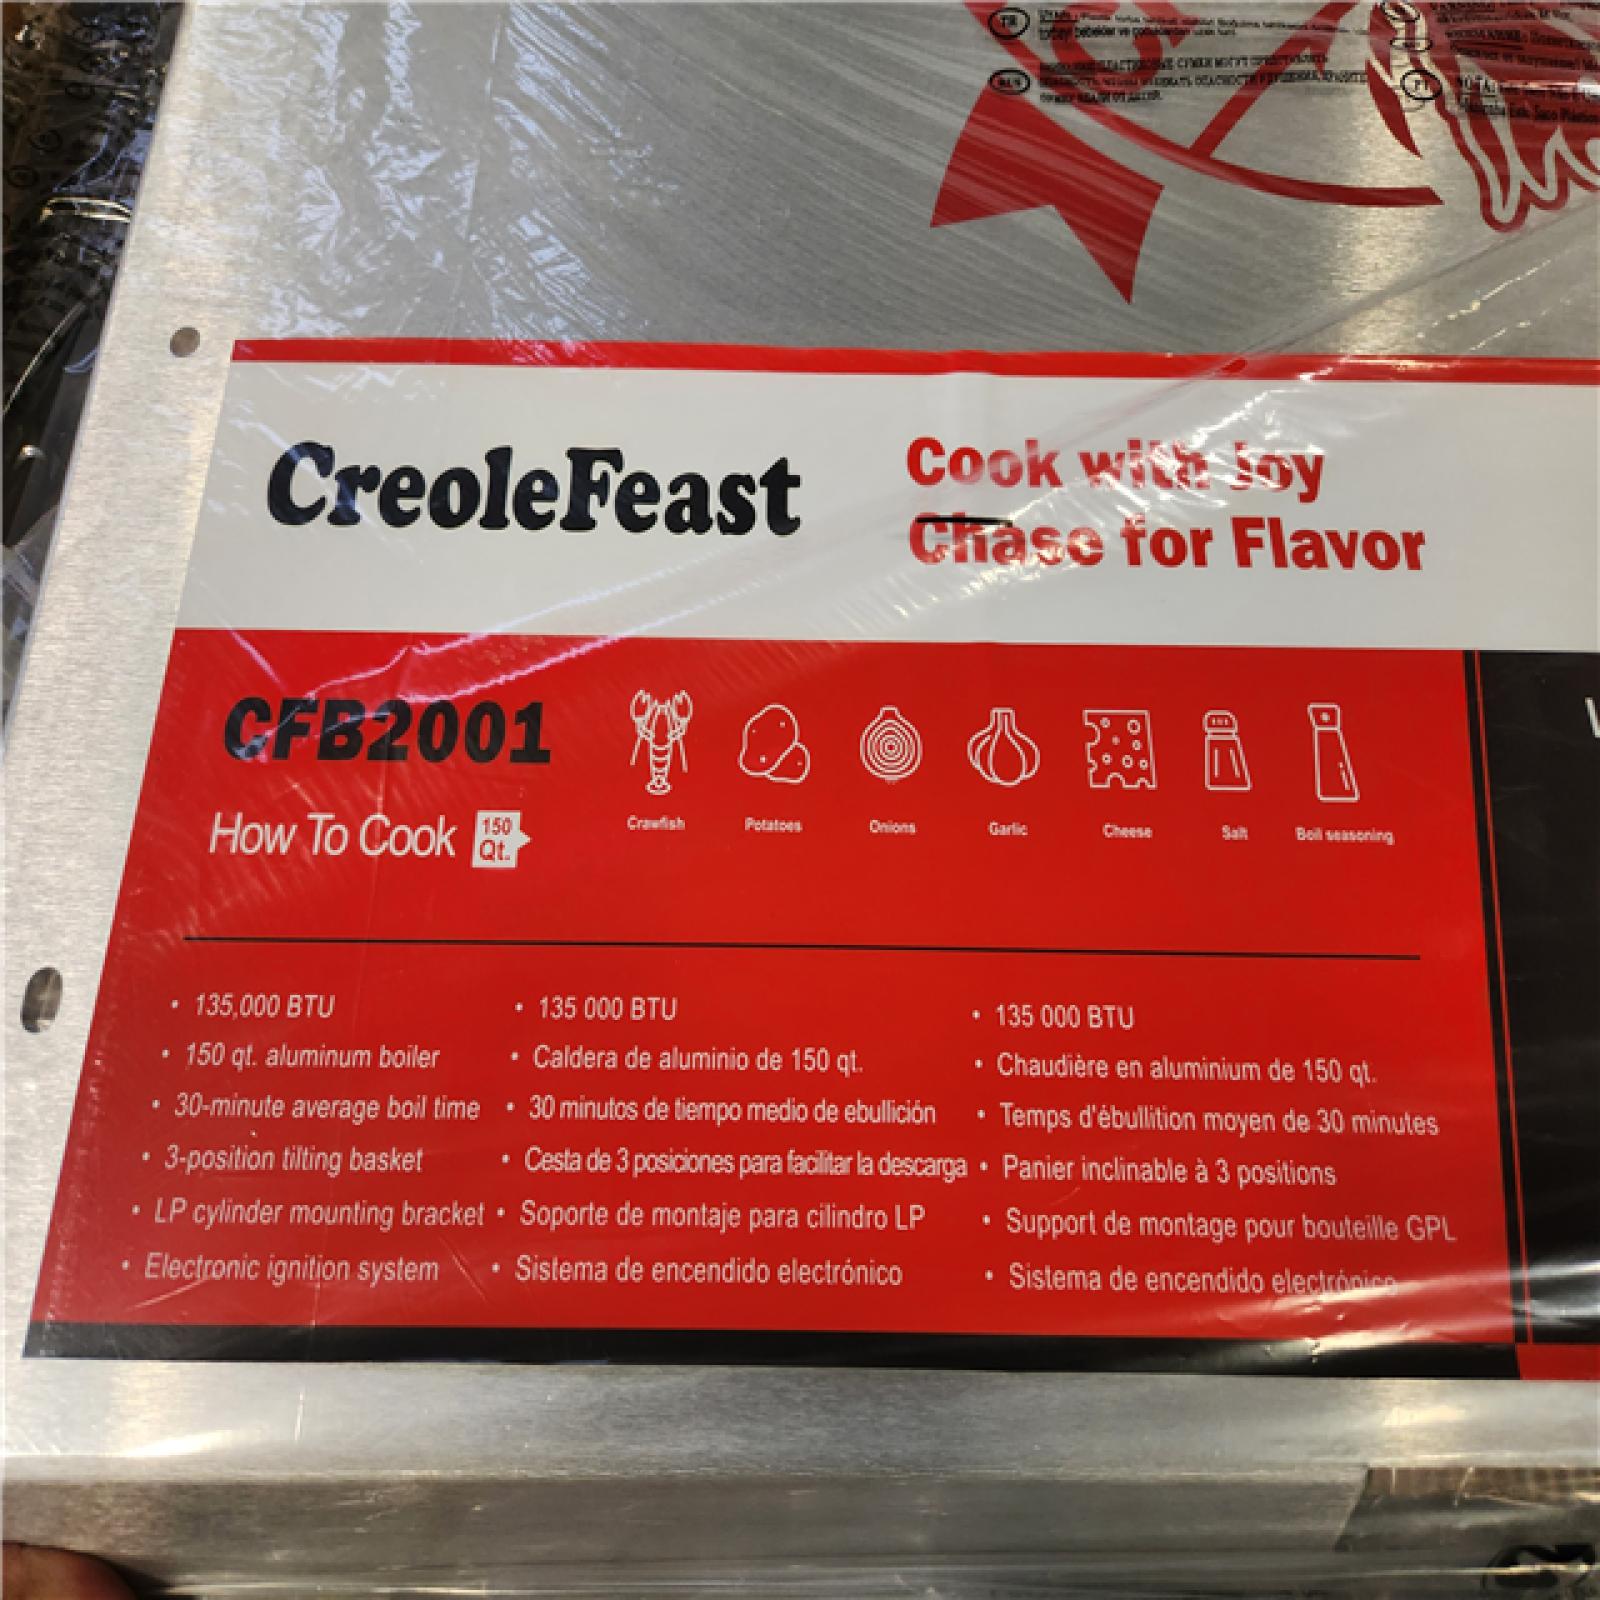 TR
RUS
PT
CreoleFeast
Cook with Joy
Chase for Flavor
CFB2001
How To Cook
150
Qt.
Crawfish
Potatoes
Onions
Garlic
Cheese
Salt
Boil seasoning
• 135,000 BTU
• 150 qt. aluminum boiler
• 30-minute average boil time
• 3-position tilting basket
• LP cylinder mounting bracket
• Electronic ignition system
• 135 000 BTU
• Caldera de aluminio de 150 qt.
• 30 minutos de tiempo medio de ebullición
• Cesta de 3 posiciones para facilitar la descarga
• Soporte de montaje para cilindro LP
• Sistema de encendido electrónico
• 135 000 BTU
• Chaudière en aluminium de 150 qt.
• Temps d'ébullition moyen de 30 minutes
• Panier inclinable à 3 positions
• Support de montage pour bouteille GPL
• Sistema de encendido electrónico